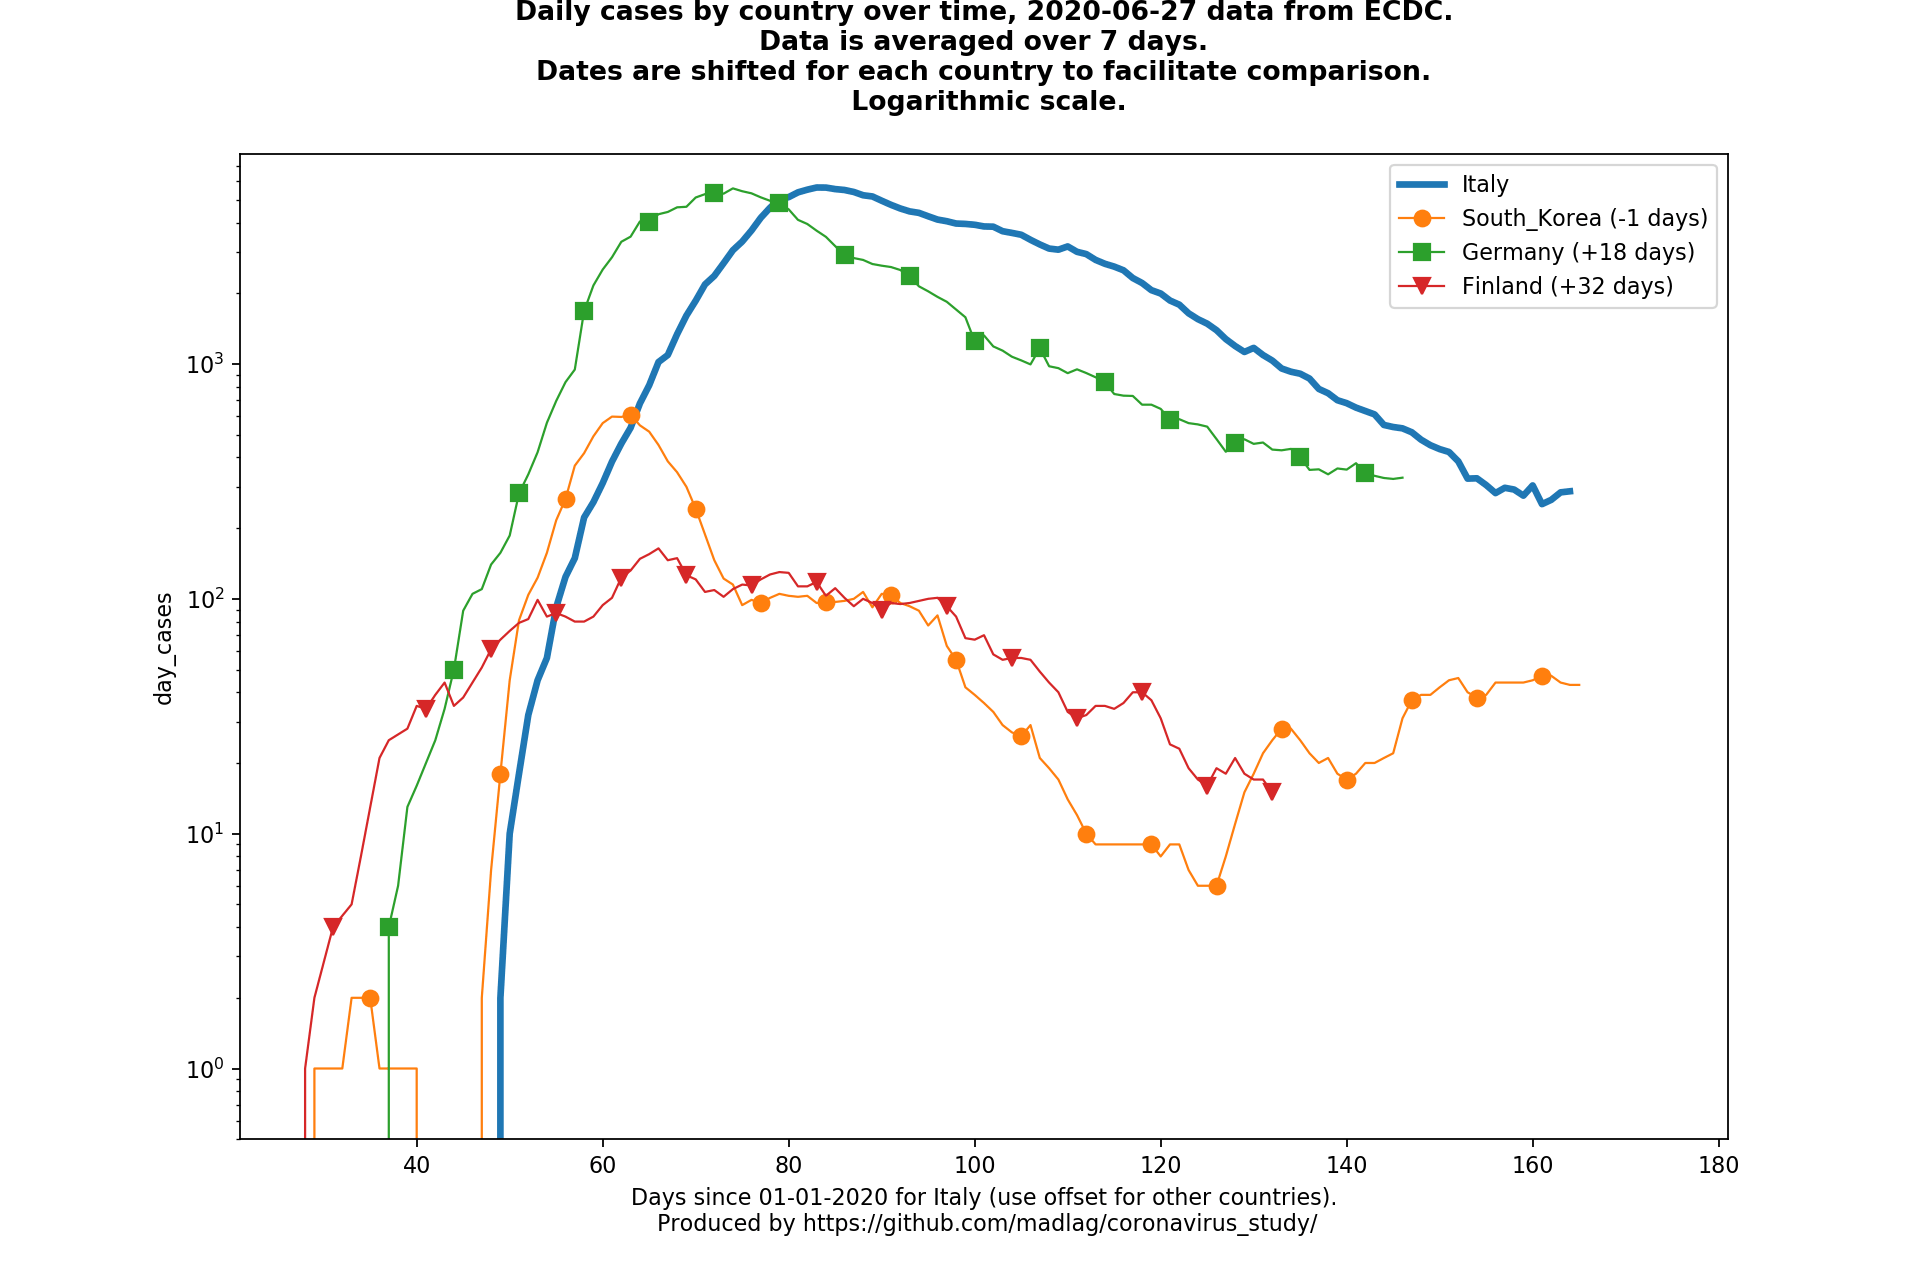 Daily cases by country over time, 2020-06-27 data from ECDC.
Data is averaged over 7 days.
Dates are shifted for each country to facilitate comparison.
Logarithmic scale.
Italy
South_Korea (-1 days)
Germany (+18 days)
Finland (+32 days)
day_cases
10³
10²
10¹
10⁰
40 60 80 100 120 140 160 180
Days since 01-01-2020 for Italy (use offset for other countries).
Produced by https://github.com/madlag/coronavirus_study/